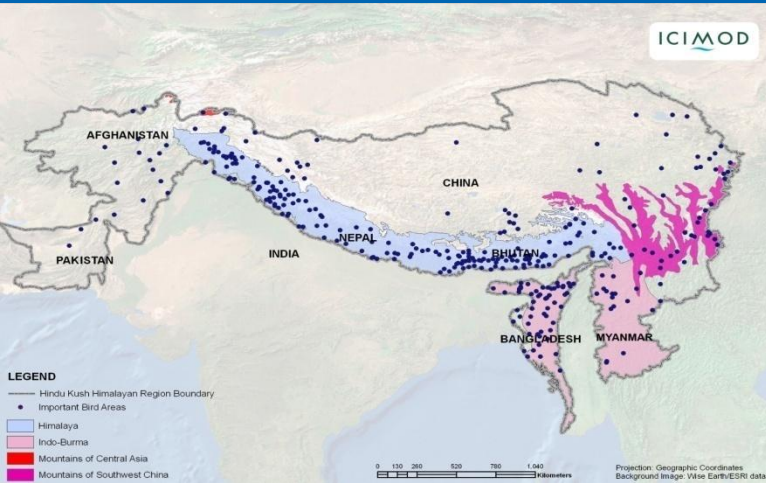 ICIMOD
AFGHANISTAN
CHINA
NEPAL
BHUTAN
INDIA
PAKISTAN
BANGLADESH
MYANMAR
LEGEND
Hindu Kush Himalayan Region Boundary
Important Bird Areas
Himalaya
Indo-Burma
Mountains of Central Asia
Mountains of Southwest China
0 130 260 520 780 1,040
Kilometers
Projection: Geographic Coordinates
Background Image: Wise Earth/ESRI data